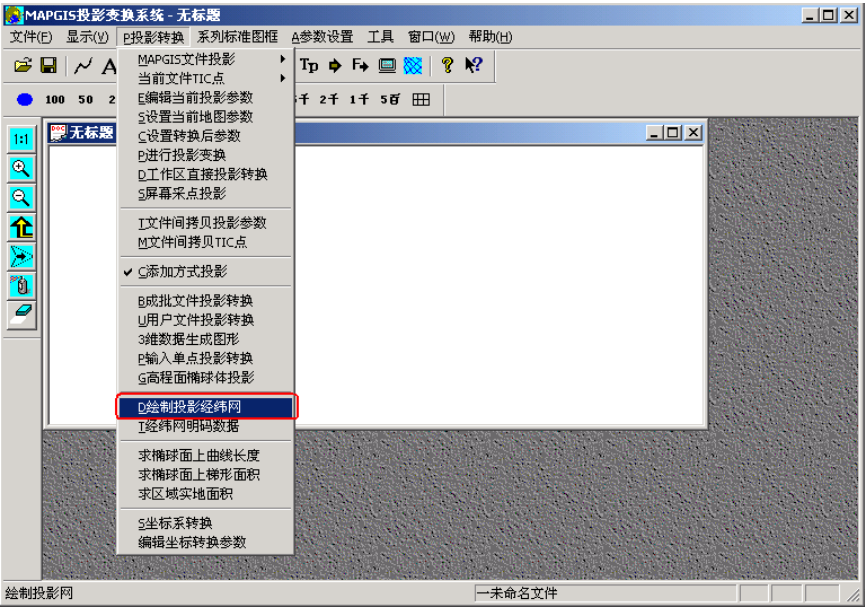 MAPGIS投影变换系统 - 无标题
文件(F) 显示(V) P投影转换 系列标准图框 A参数设置 工具 窗口(W) 帮助(H)
A Tp F
100 50 2 2千 1千 5百
1:1
DOC 无标题
MAPGIS文件投影
当前文件TIC点
E编辑当前投影参数
S设置当前地图参数
C设置转换后参数
P进行投影变换
D工作区直接投影转换
S屏幕采点投影
T文件间拷贝投影参数
M文件间拷贝TIC点
C添加方式投影
B成批文件投影转换
U用户文件投影转换
3维数据生成图形
P输入单点投影转换
G高程面椭球体投影
D绘制投影经纬网
I经纬网明码数据
求椭球面上曲线长度
求椭球面上梯形面积
求区域实地面积
S坐标系转换
编辑坐标转换参数
绘制投影网 一未命名文件